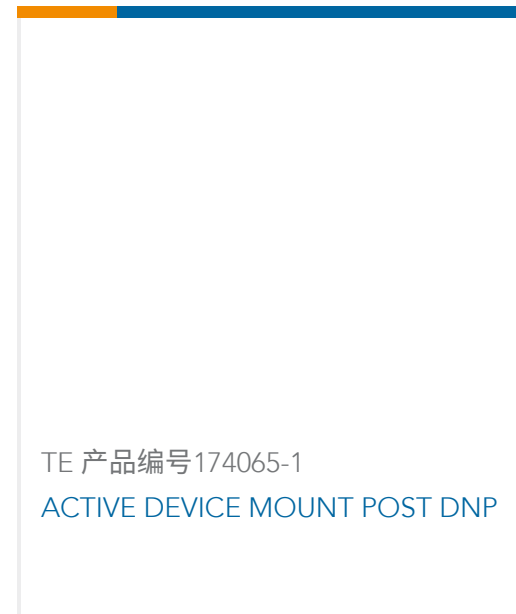 TE 产品编号174065-1
ACTIVE DEVICE MOUNT POST DNP